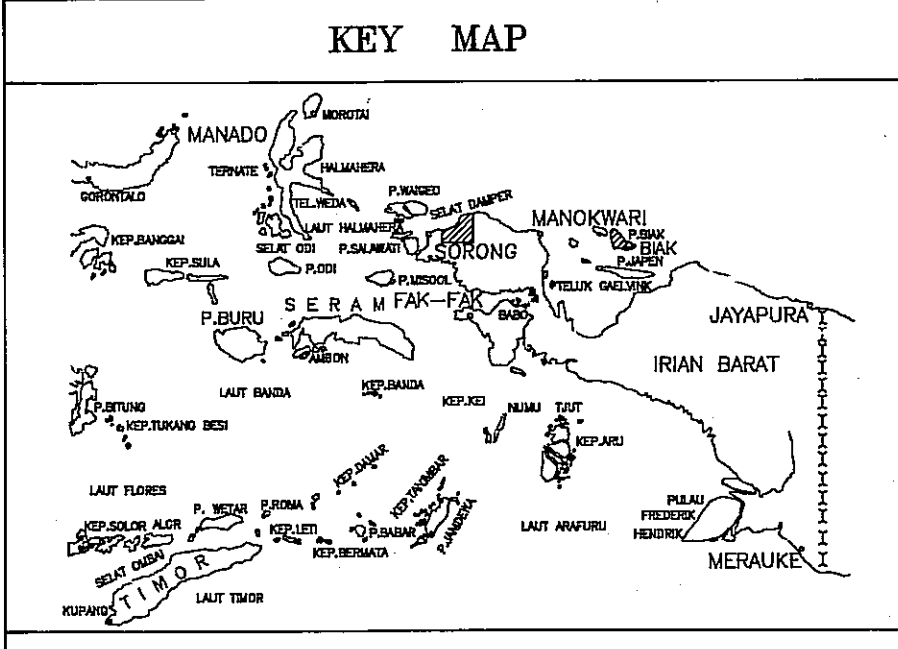 KEY MAP
MOROTAI
MANADO
TERNATE
HALMAHERA
GORONTALO
TEL.WEDA
P.WAIGEO
SELAT DAMPER
LAUT HALMAHERA
MANOKWARI
P.BIAK
BIAK
KEP.BANGGAI
SELAT ODI
P.SALAWATI
SORONG
P.JAPEN
KEP.SULA
P.ODI
P.MISOOL
TELUK GAELVINK
SERAM
FAK-FAK
BABO
JAYAPURA
P.BURU
AMBON
IRIAN BARAT
LAUT BANDA
KEP.BANDA
KEP.KEI
NUMU TJUT
P.BITUNG
KEP.TUKANG BESI
KEP.ARU
KEP.DAMAR
KEP.TANIMBAR
LAUT FLORES
P. WETAR
P.ROMA
PULAU
FREDERIK
HENDRIK
KEP.SOLOR ALOR
KEP.LETI
P.BABAR
P.JAMDEKA
LAUT ARAFURU
KEP.BERMATA
SELAT OMBAI
MERAUKE
TIMOR
LAUT TIMOR
KUPANG